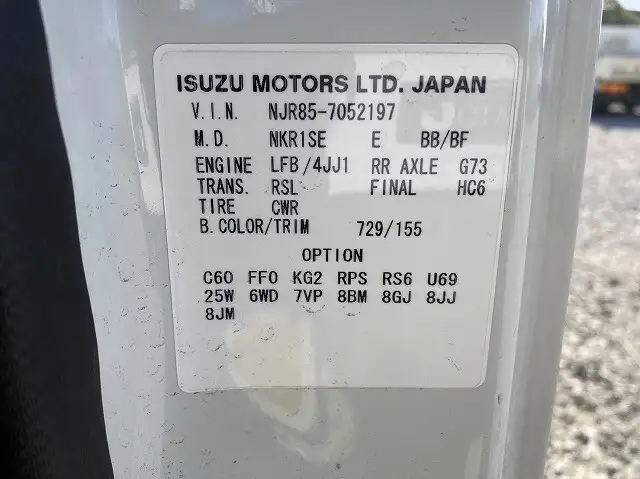 ISUZU MOTORS LTD. JAPAN
V.I.N. NJR85-7052197
M.D. NKR1SE E BB/BF
ENGINE LFB/4JJ1 RR AXLE G73
TRANS. RSL FINAL HC6
TIRE CWR
B.COLOR/TRIM 729/155
OPTION
C60 FF0 KG2 RPS RS6 U69
25W 6WD 7VP 8BM 8GJ 8JJ
8JM